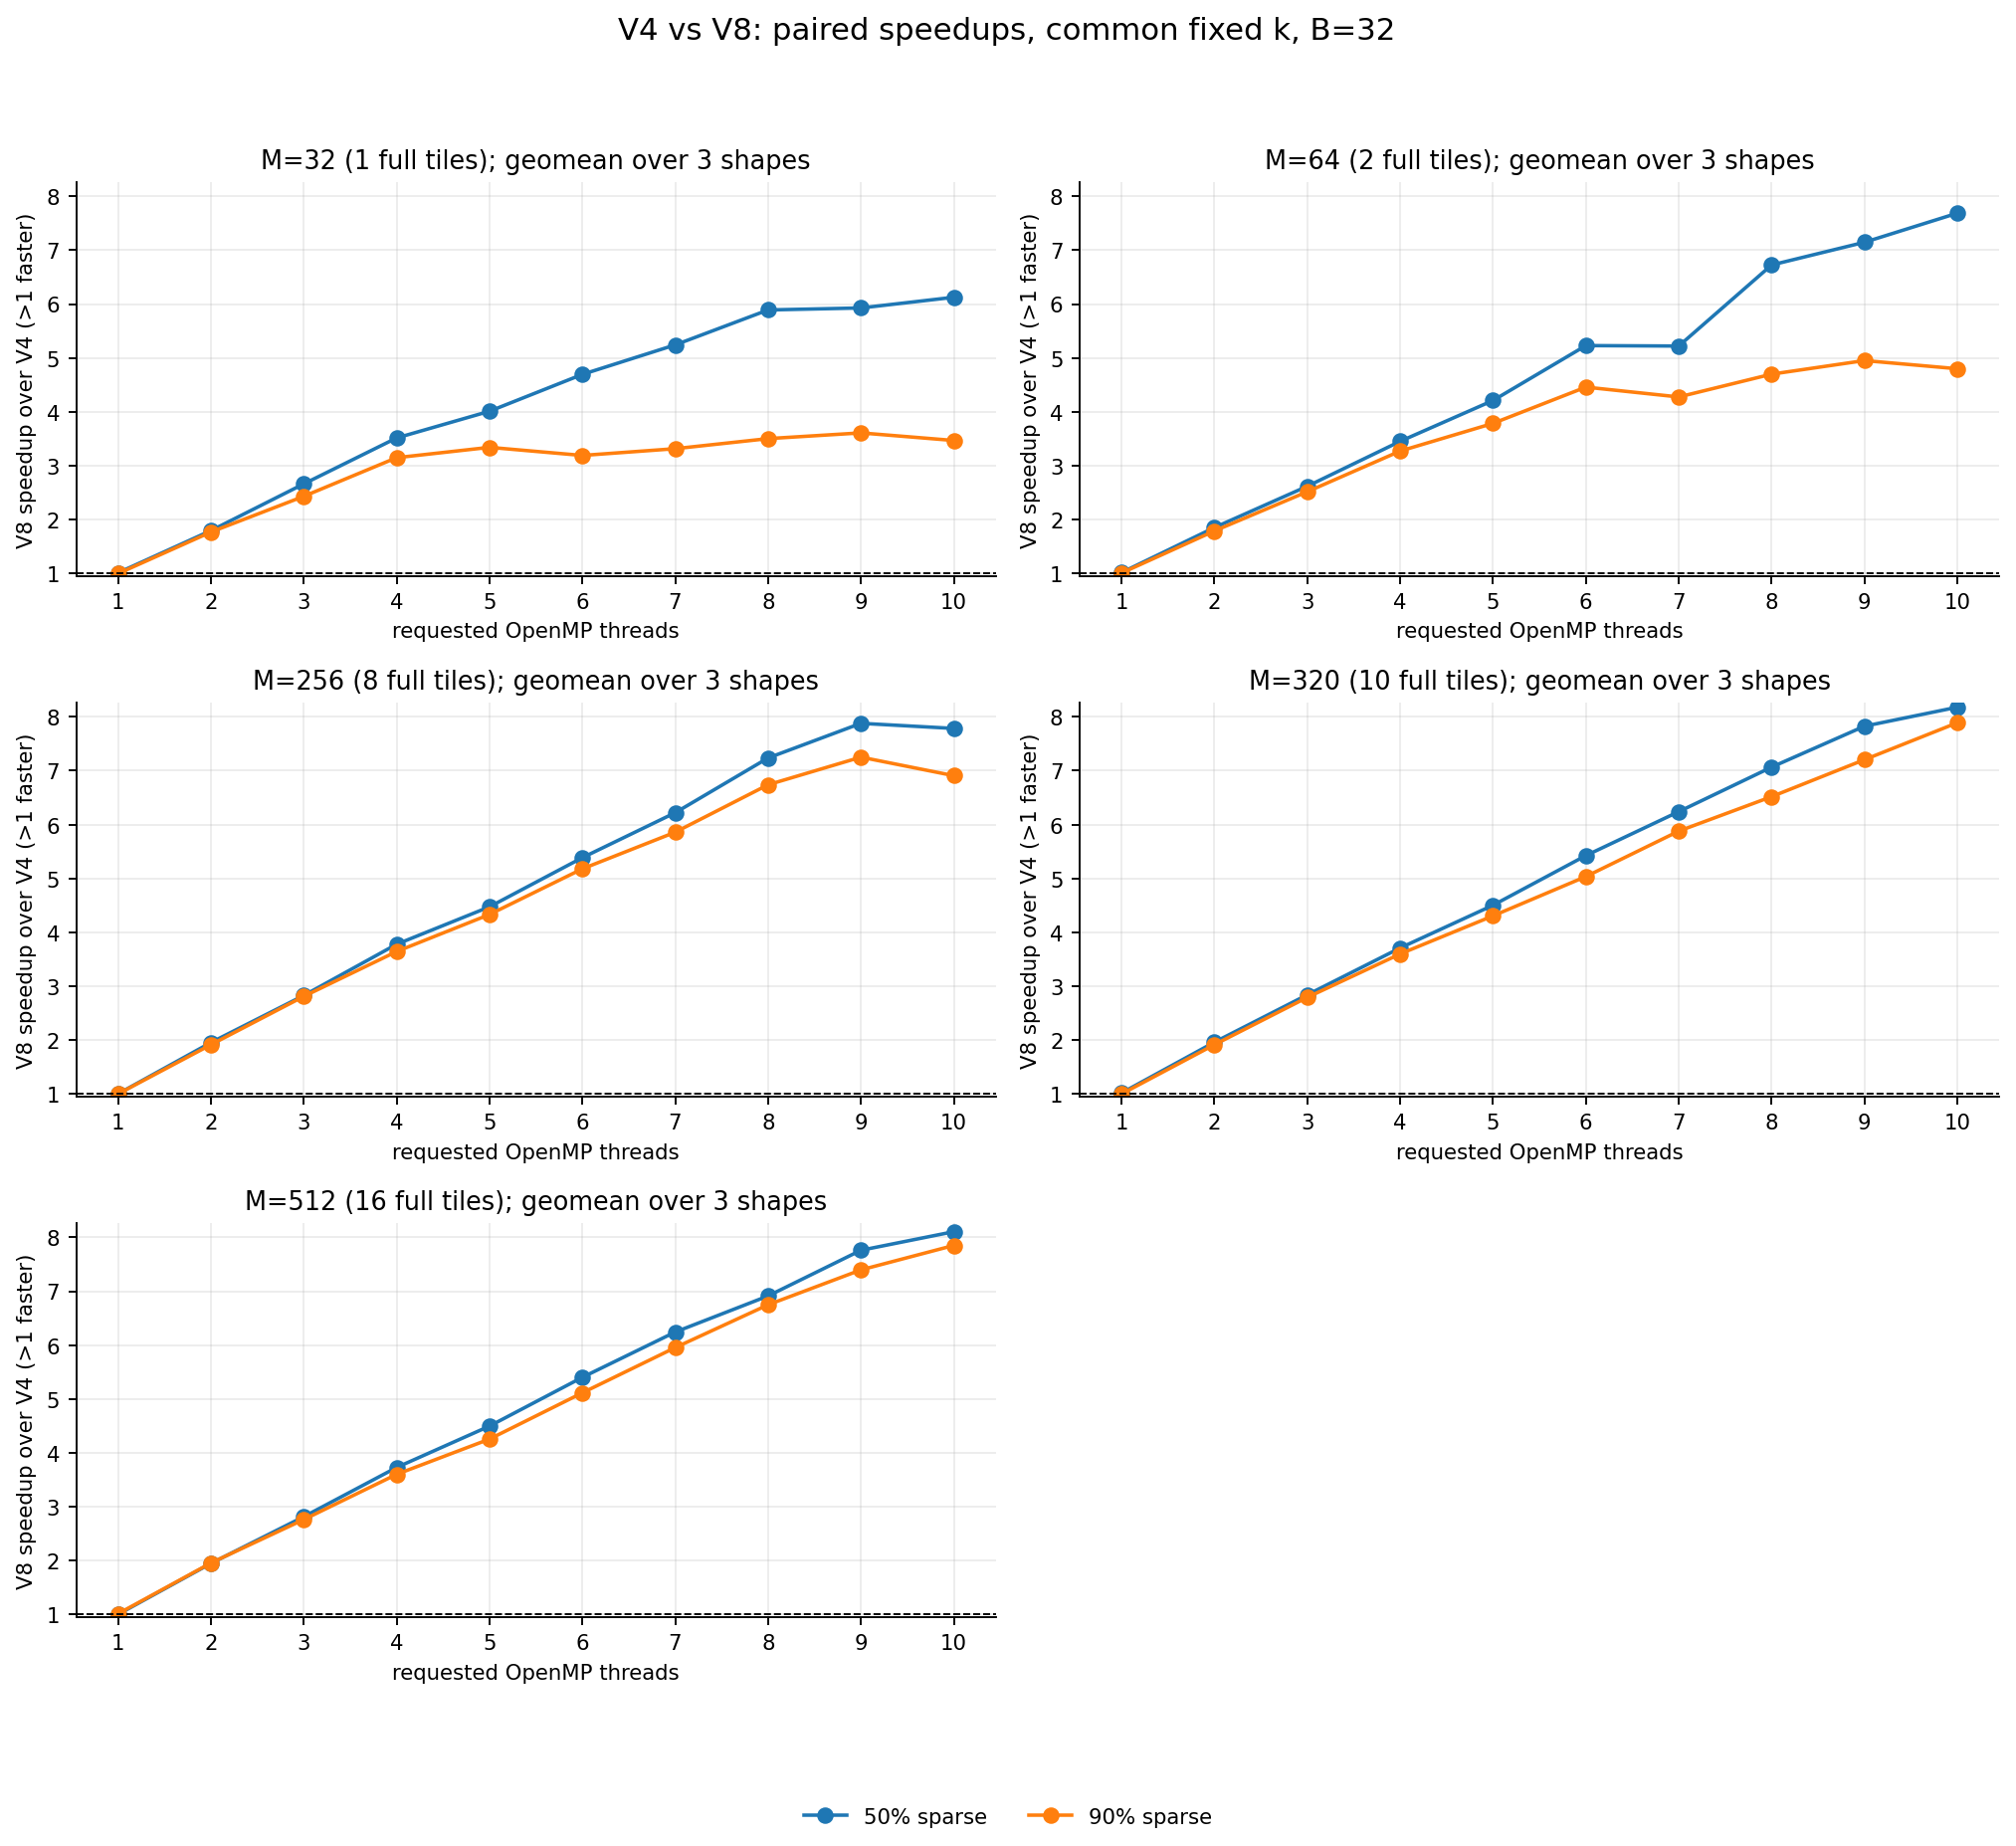 V4 vs V8: paired speedups, common fixed k, B=32
M=32 (1 full tiles); geomean over 3 shapes
V8 speedup over V4 (>1 faster)
8
7
6
5
4
3
2
1
1 2 3 4 5 6 7 8 9 10
requested OpenMP threads
M=64 (2 full tiles); geomean over 3 shapes
V8 speedup over V4 (>1 faster)
8
7
6
5
4
3
2
1
1 2 3 4 5 6 7 8 9 10
requested OpenMP threads
M=256 (8 full tiles); geomean over 3 shapes
V8 speedup over V4 (>1 faster)
8
7
6
5
4
3
2
1
1 2 3 4 5 6 7 8 9 10
requested OpenMP threads
M=320 (10 full tiles); geomean over 3 shapes
V8 speedup over V4 (>1 faster)
8
7
6
5
4
3
2
1
1 2 3 4 5 6 7 8 9 10
requested OpenMP threads
M=512 (16 full tiles); geomean over 3 shapes
V8 speedup over V4 (>1 faster)
8
7
6
5
4
3
2
1
1 2 3 4 5 6 7 8 9 10
requested OpenMP threads
50% sparse
90% sparse